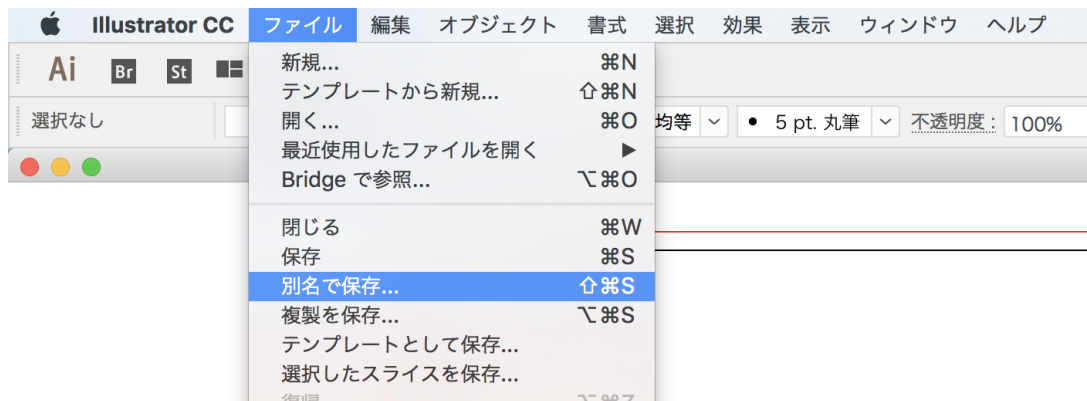 Illustrator CC ファイル 編集 オブジェクト 書式 選択 効果 表示 ウィンドウ ヘルプ
Ai Br St
選択なし
均等 5 pt. 丸筆 不透明度 : 100%
新規... ⌘N
テンプレートから新規... ⇧⌘N
開く... ⌘O
最近使用したファイルを開く ▶
Bridge で参照... ⌥⌘O
閉じる ⌘W
保存 ⌘S
別名で保存... ⇧⌘S
複製を保存... ⌥⌘S
テンプレートとして保存...
選択したスライスを保存...